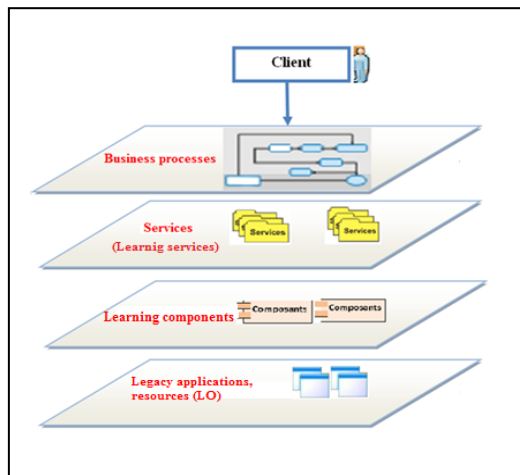 Client
Business processes
Services
(Learnig services)
Services
Services
Learning components
Composants
Composants
Legacy applications,
resources (LO)